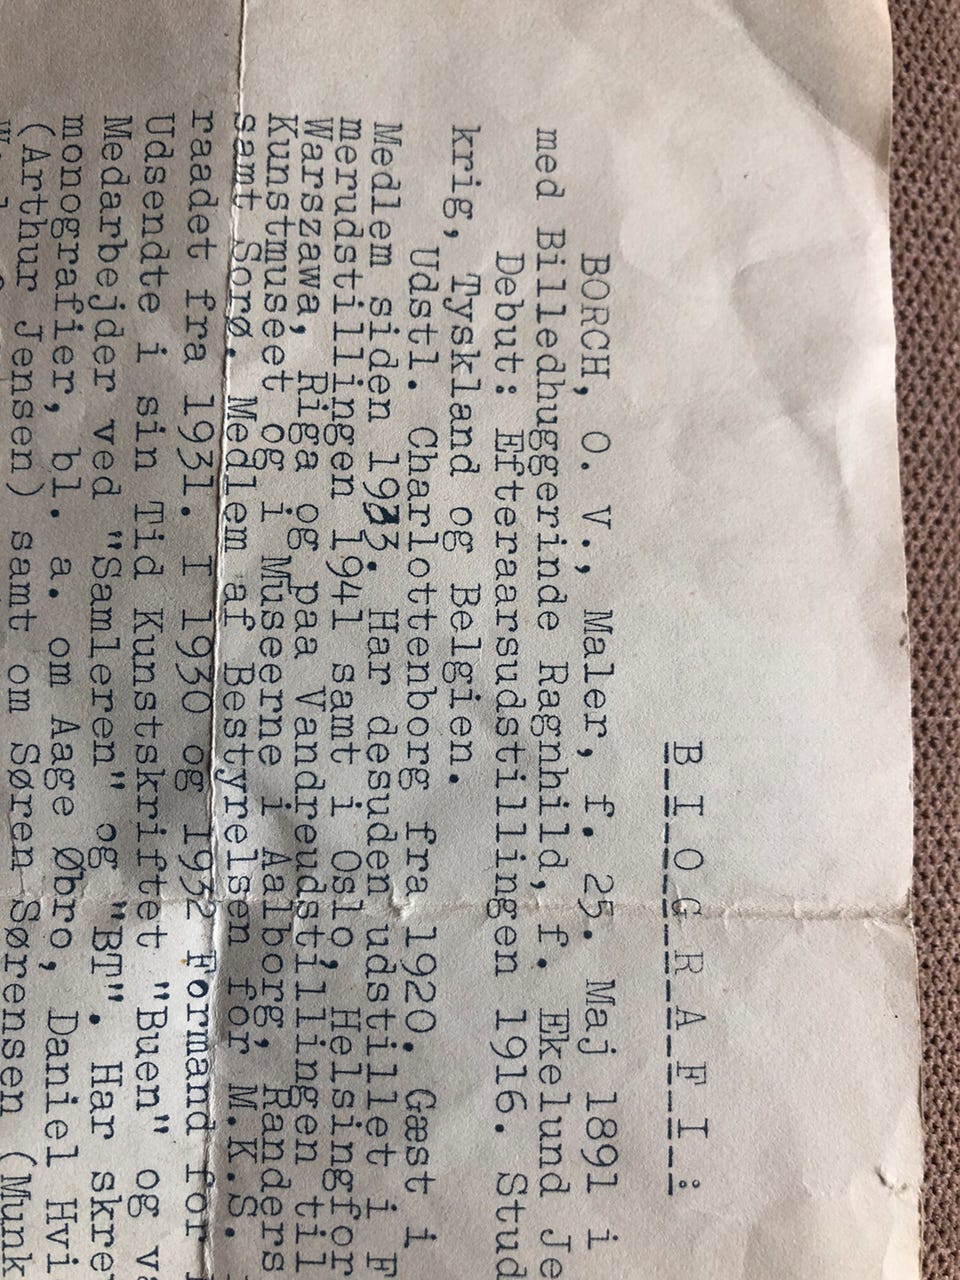 B I O G R A F I :
BORCH, O. V., Maler, f. 25. Maj 1891 i
med Billedhuggerinde Ragnhild, f. Ekelund Je
Debut: Efteraarsudstillingen 1916. Stud
krig, Tyskland og Belgien.
Udstl. Charlottenborg fra 1920. Gæst i
Medlem siden 1933. Har desuden udstillet i F
merudstillingen 1941 samt i Oslo, Helsingfor
Warszawa, Riga og paa Vandreudstillingen til
Kunstmuseet og i Museerne i Aalborg, Randers
samt Sorø. Medlem af Bestyrelsen for M.K.S.
raadet fra 1931. I 1930 og 1932 Formand for
Udsendte i sin Tid Kunstskriftet "Buen" og v
Medarbejder ved "Samleren" og "BT". Har skre
monografier, bl. a. om Aage Øbro, Daniel Hvi
(Arthur Jensen) samt om Søren Sørensen (Munk